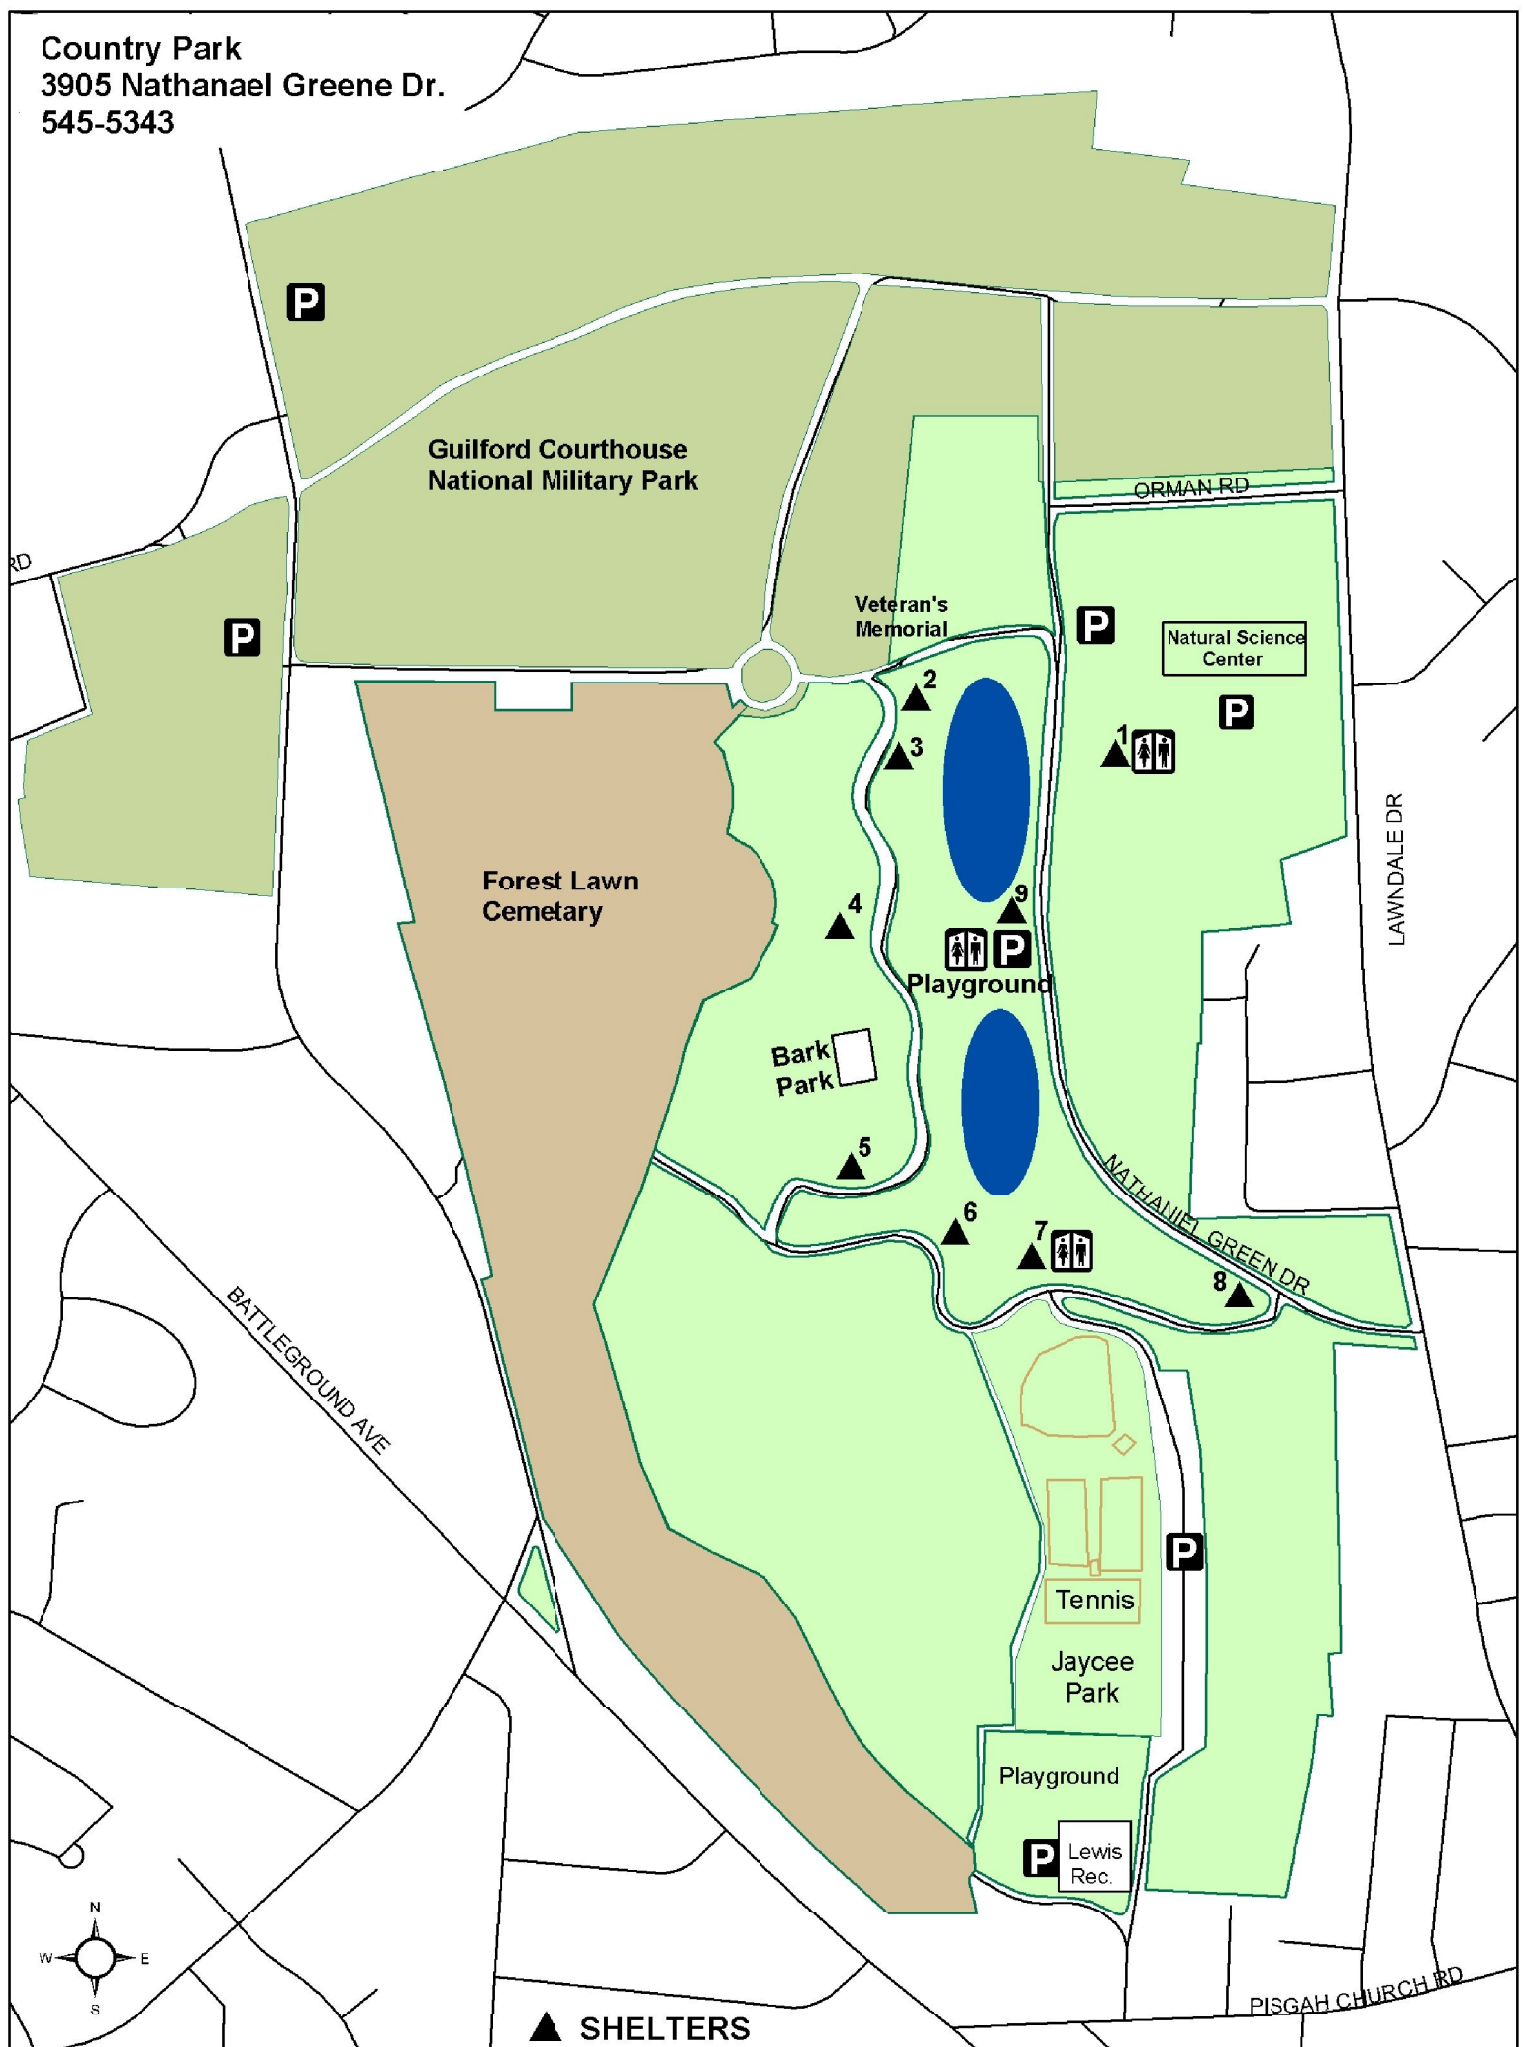 Country Park
3905 Nathanael Greene Dr.
545-5343
P
Guilford Courthouse
National Military Park
ORMAN RD
RD
P
Veteran's
Memorial
P
Natural Science
Center
2
P
3
1
LAWNDALE DR
Forest Lawn
Cemetary
4
9
P
Playground
Bark
Park
5
NATHANIEL GREEN DR
6
7
8
BATTLEGROUND AVE
P
Tennis
Jaycee
Park
Playground
P
Lewis
Rec.
N
W
E
S
PISGAH CHURCH RD
SHELTERS